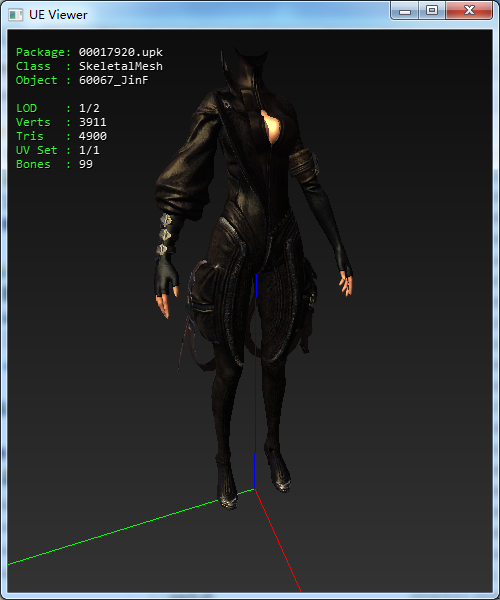 UE Viewer
Package: 00017920.upk
Class : SkeletalMesh
Object : 60067_JinF
LOD : 1/2
Verts : 3911
Tris : 4900
UV Set : 1/1
Bones : 99